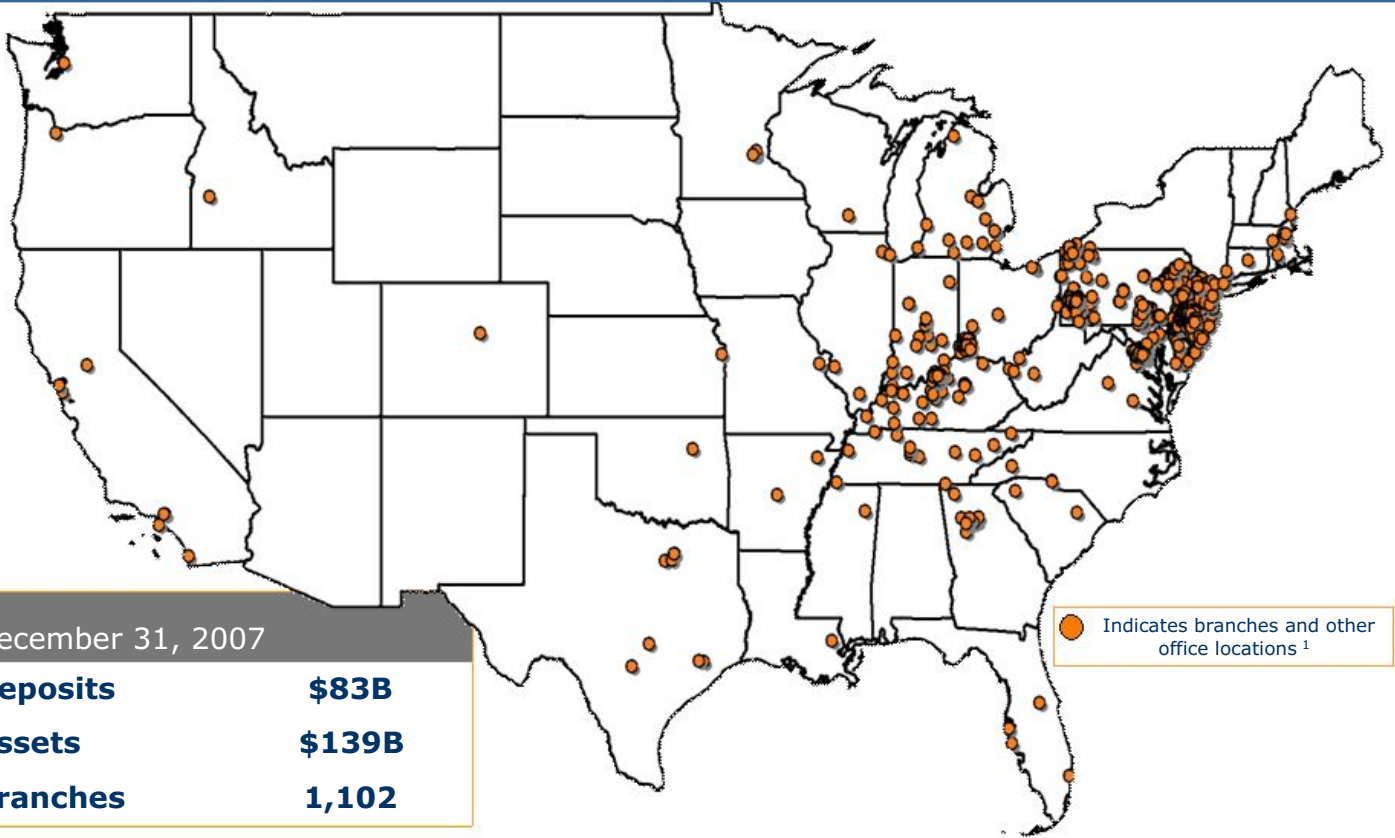 ecember 31, 2007
eposits $83B
ssets $139B
ranches 1,102
Indicates branches and other
office locations 1